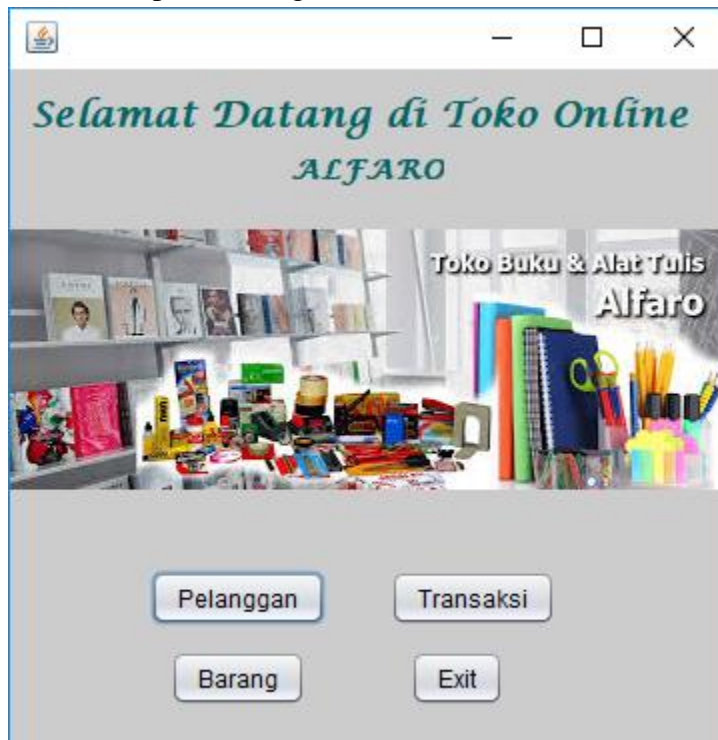 Selamat Datang di Toko Online
ALFARO
Toko Buku & Alat Tulis
Alfaro
Pelanggan
Transaksi
Barang
Exit